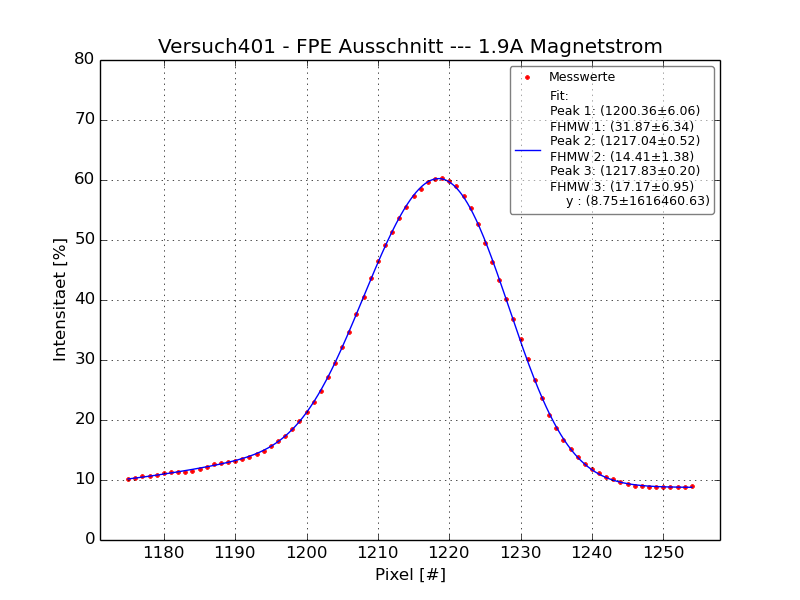 Versuch401 - FPE Ausschnitt --- 1.9A Magnetstrom
80
70
60
50
40
30
20
10
0
Intensitaet [%]
Messwerte
Fit:
Peak 1: (1200.36±6.06)
FHMW 1: (31.87±6.34)
Peak 2: (1217.04±0.52)
FHMW 2: (14.41±1.38)
Peak 3: (1217.83±0.20)
FHMW 3: (17.17±0.95)
y : (8.75±1616460.63)
1180 1190 1200 1210 1220 1230 1240 1250
Pixel [#]